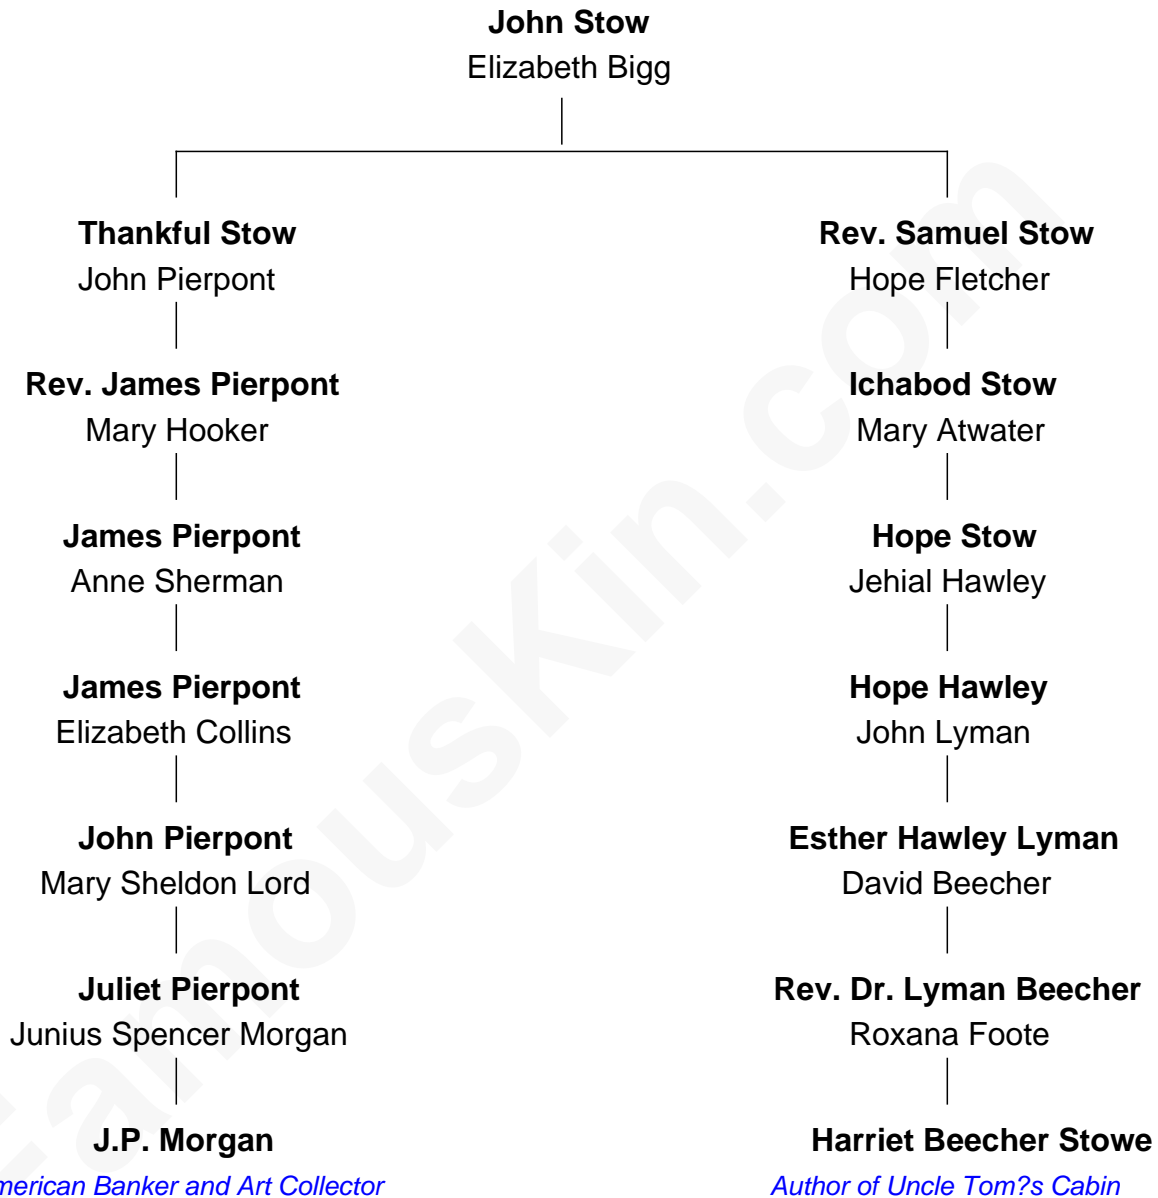 John Stow
Elizabeth Bigg
Thankful Stow
John Pierpont
Rev. James Pierpont
Mary Hooker
James Pierpont
Anne Sherman
James Pierpont
Elizabeth Collins
John Pierpont
Mary Sheldon Lord
Juliet Pierpont
Junius Spencer Morgan
J.P. Morgan
merican Banker and Art Collector
Rev. Samuel Stow
Hope Fletcher
Ichabod Stow
Mary Atwater
Hope Stow
Jehial Hawley
Hope Hawley
John Lyman
Esther Hawley Lyman
David Beecher
Rev. Dr. Lyman Beecher
Roxana Foote
Harriet Beecher Stowe
Author of Uncle Tom?s Cabin
FamousKin.com